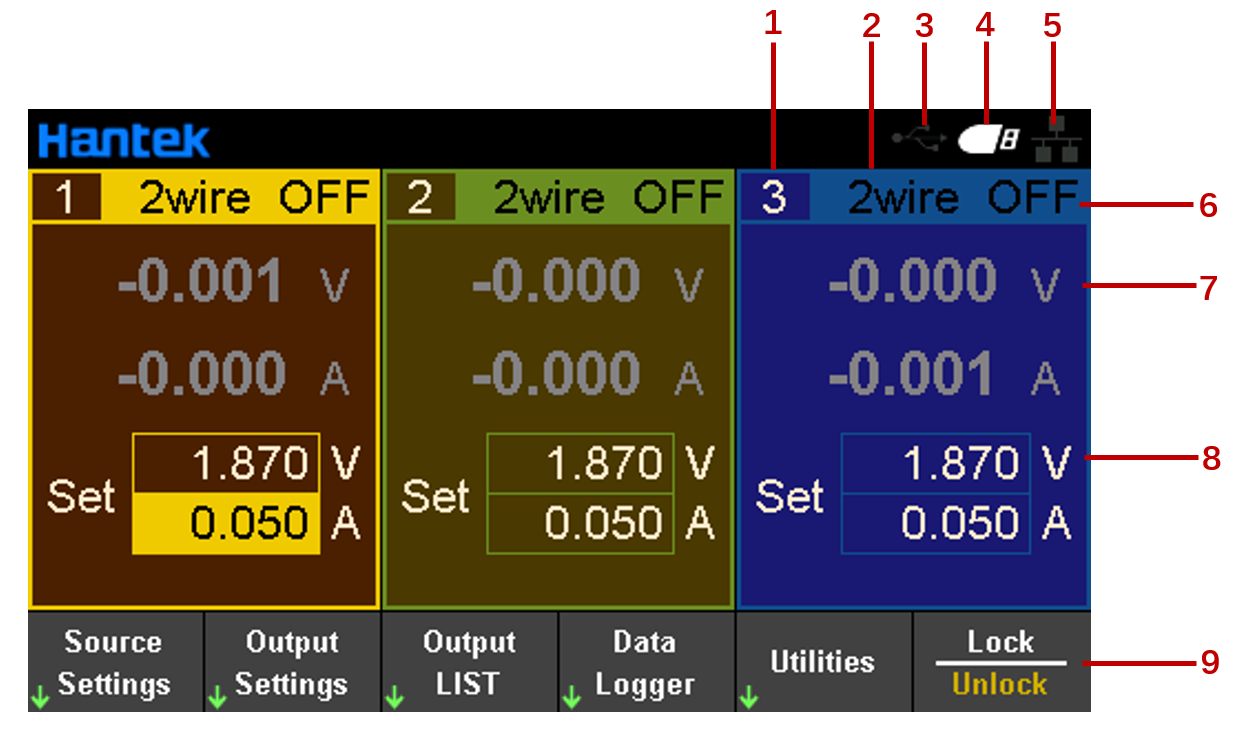 1 2 3 4 5
Hantek
8
1 2wire OFF 2 2wire OFF 3 2wire OFF 6
-0.001 V -0.000 V -0.000 V 7
-0.000 A -0.000 A -0.001 A
1.870 V 1.870 V 1.870 V 8
Set Set Set
0.050 A 0.050 A 0.050 A
Source Settings Output Settings Output LIST Data Logger Utilities Lock Unlock 9